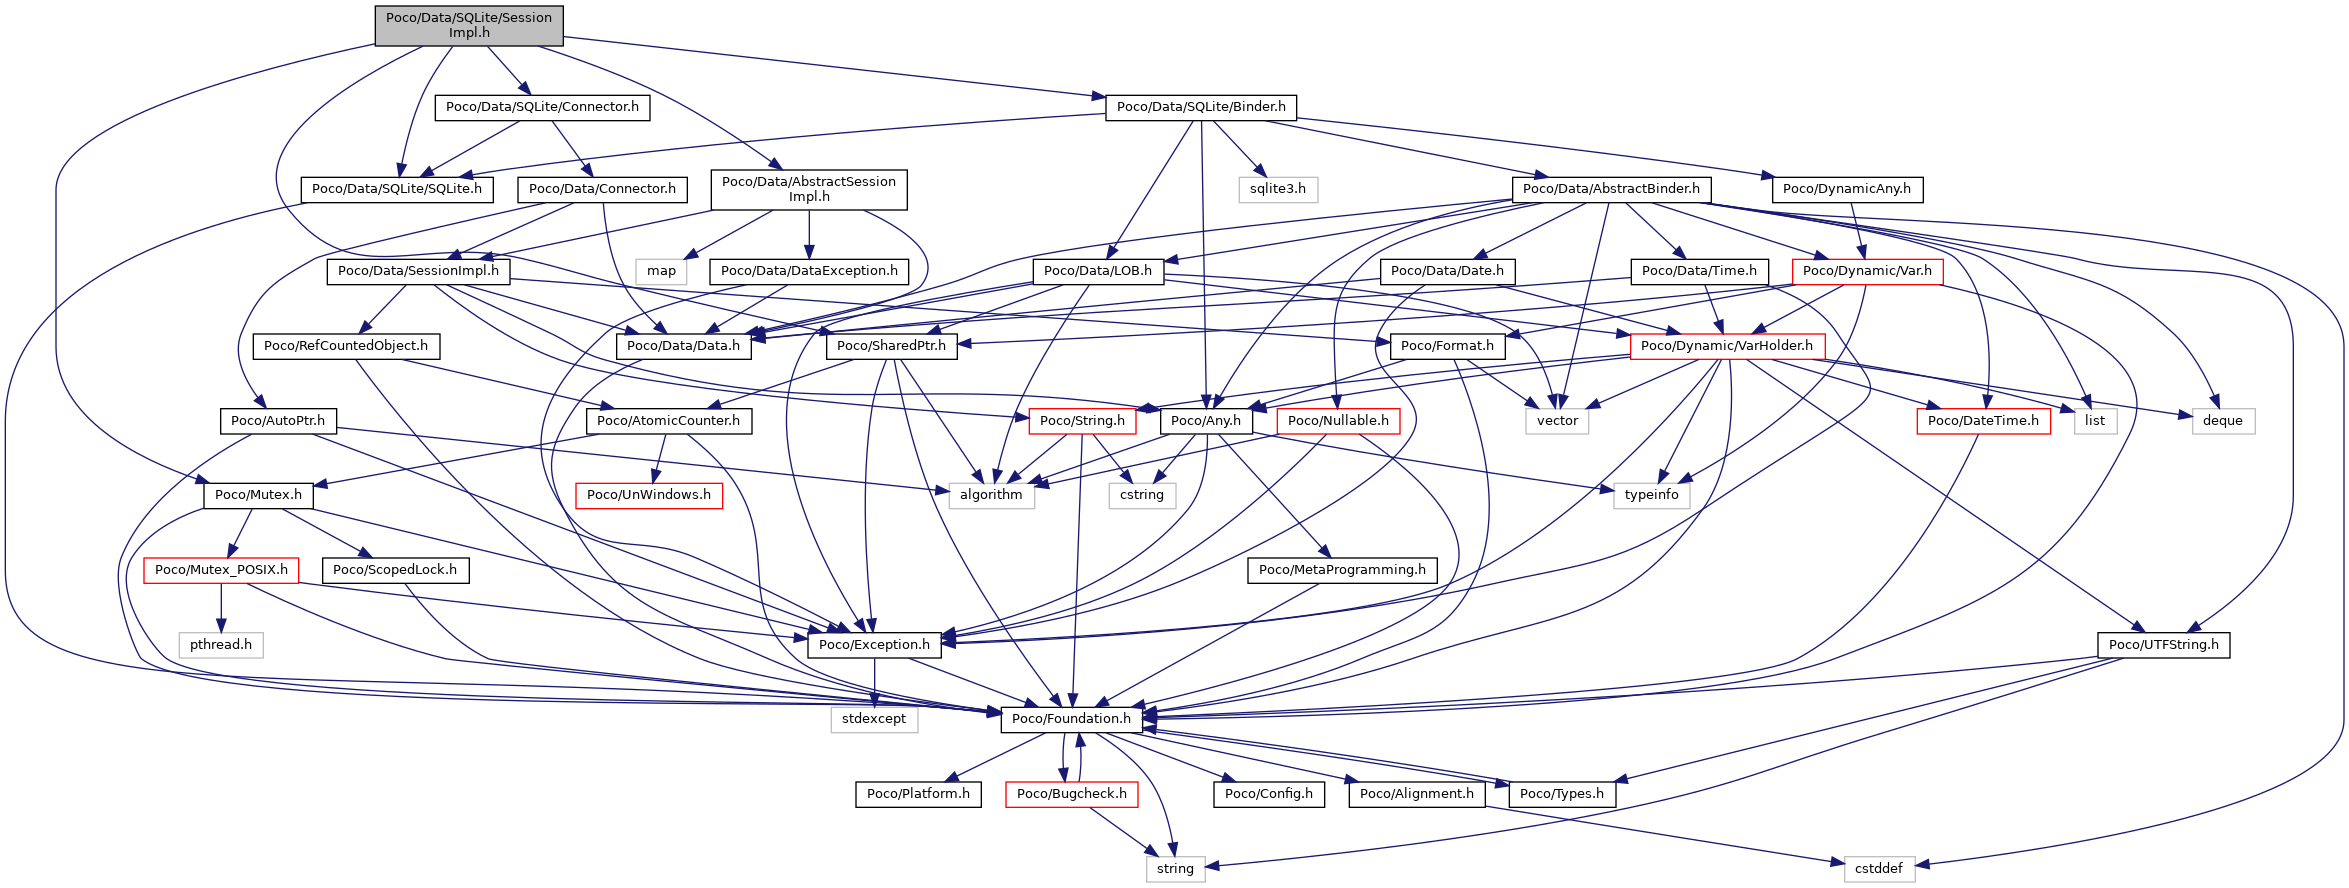 Poco/Data/SQLite/Session
Impl.h
Poco/Data/SQLite/Connector.h
Poco/Data/SQLite/Binder.h
Poco/Data/SQLite/SQLite.h
Poco/Data/Connector.h
Poco/Data/AbstractSession
Impl.h
sqlite3.h
Poco/Data/AbstractBinder.h
Poco/DynamicAny.h
Poco/Data/SessionImpl.h
map
Poco/Data/DataException.h
Poco/Data/LOB.h
Poco/Data/Date.h
Poco/Data/Time.h
Poco/Dynamic/Var.h
Poco/RefCountedObject.h
Poco/Data/Data.h
Poco/SharedPtr.h
Poco/Format.h
Poco/Dynamic/VarHolder.h
Poco/AutoPtr.h
Poco/AtomicCounter.h
Poco/String.h
Poco/Any.h
Poco/Nullable.h
vector
Poco/DateTime.h
list
deque
Poco/Mutex.h
Poco/UnWindows.h
algorithm
cstring
typeinfo
Poco/Mutex_POSIX.h
Poco/ScopedLock.h
Poco/MetaProgramming.h
pthread.h
Poco/Exception.h
Poco/UTFString.h
stdexcept
Poco/Foundation.h
Poco/Platform.h
Poco/Bugcheck.h
Poco/Config.h
Poco/Alignment.h
Poco/Types.h
string
cstddef